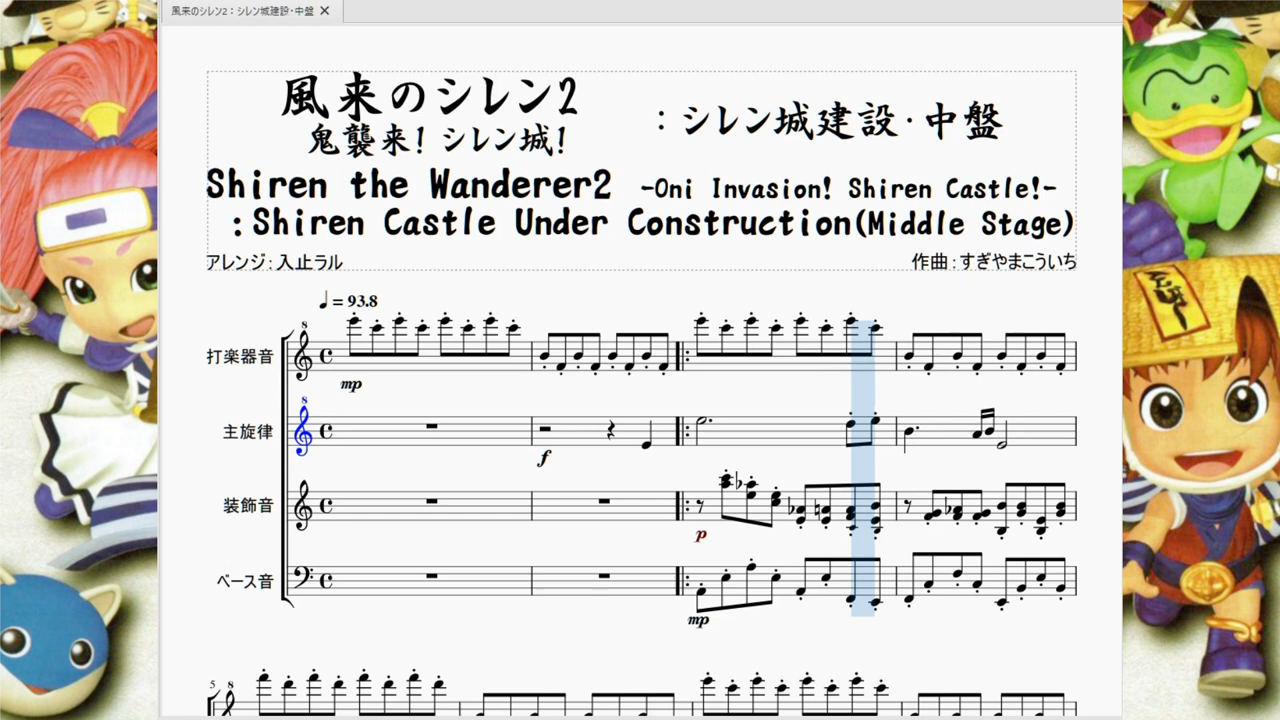 風来のシレン2：シレン城建設・中盤 ✕
風来のシレン2
鬼襲来！シレン城！
：シレン城建設・中盤
Shiren the Wanderer2 -Oni Invasion! Shiren Castle!-
:Shiren Castle Under Construction(Middle Stage)
アレンジ：入止ラル
作曲：すぎやまこういち
♩= 93.8
8
打楽器音
mp
8
主旋律
f
装飾音
p
ベース音
mp
5
8